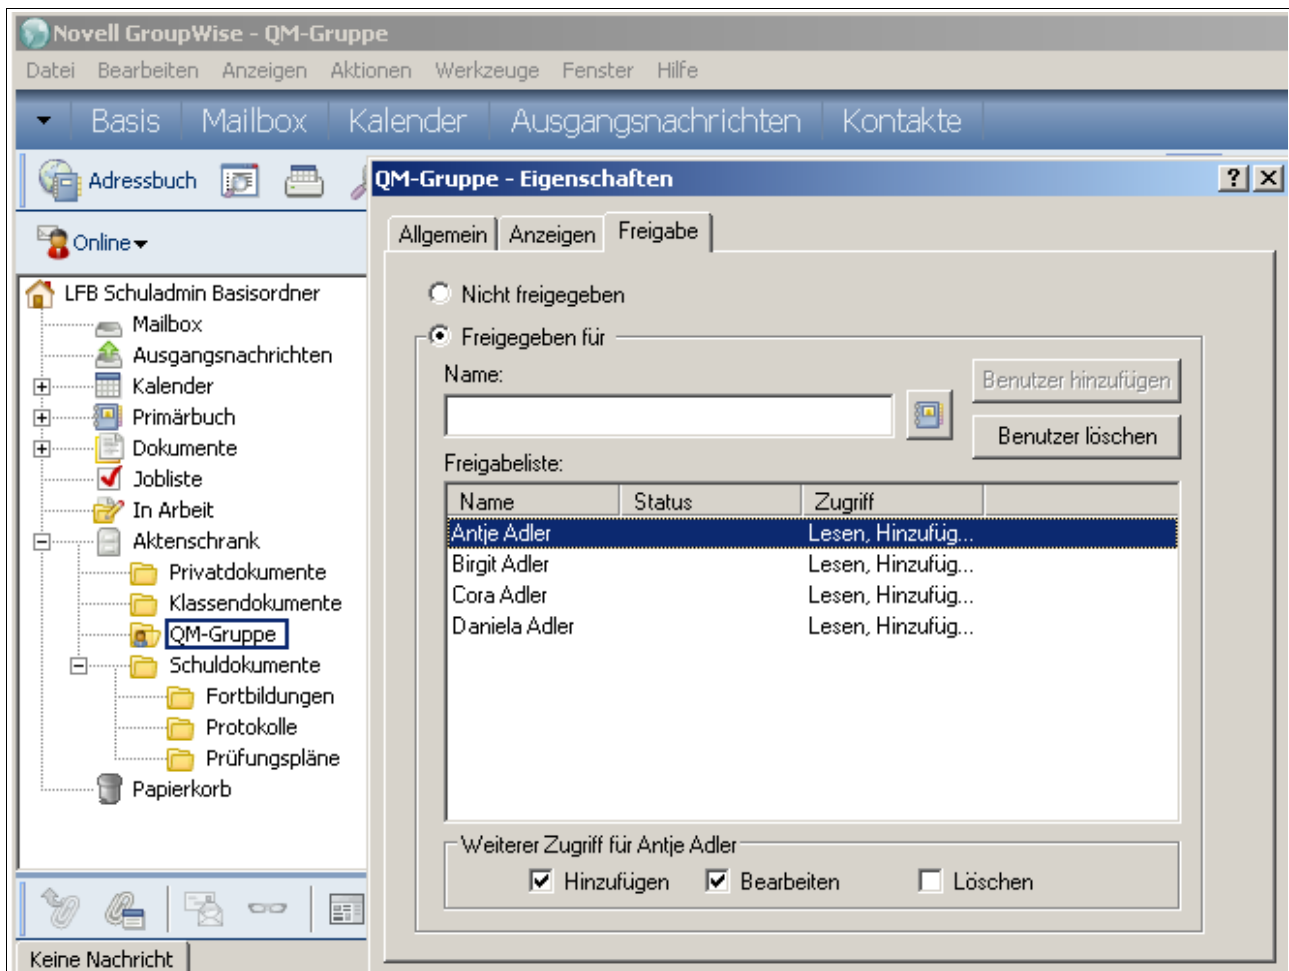 Novell GroupWise - QM-Gruppe
Datei Bearbeiten Anzeigen Aktionen Werkzeuge Fenster Hilfe
Basis Mailbox Kalender Ausgangsnachrichten Kontakte
Adressbuch
Online
LFB Schuladmin Basisordner
Mailbox
Ausgangsnachrichten
Kalender
Primärbuch
Dokumente
Jobliste
In Arbeit
Aktenschrank
Privatdokumente
Klassendokumente
QM-Gruppe
Schuldokumente
Fortbildungen
Protokolle
Prüfungspläne
Papierkorb
Keine Nachricht
QM-Gruppe - Eigenschaften
Allgemein Anzeigen Freigabe
Nicht freigegeben
Freigegeben für
Name:
Benutzer hinzufügen
Benutzer löschen
Freigabeliste:
Name Status Zugriff
Antje Adler Lesen, Hinzufüg...
Birgit Adler Lesen, Hinzufüg...
Cora Adler Lesen, Hinzufüg...
Daniela Adler Lesen, Hinzufüg...
Weiterer Zugriff für Antje Adler
Hinzufügen Bearbeiten Löschen